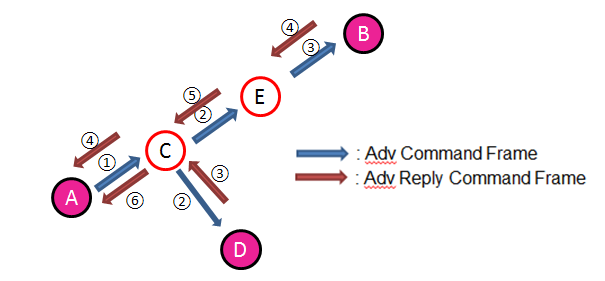 ④
B
③
⑤
E
②
④
C
①
: Adv Command Frame
③
: Adv Reply Command Frame
A
⑥
②
D